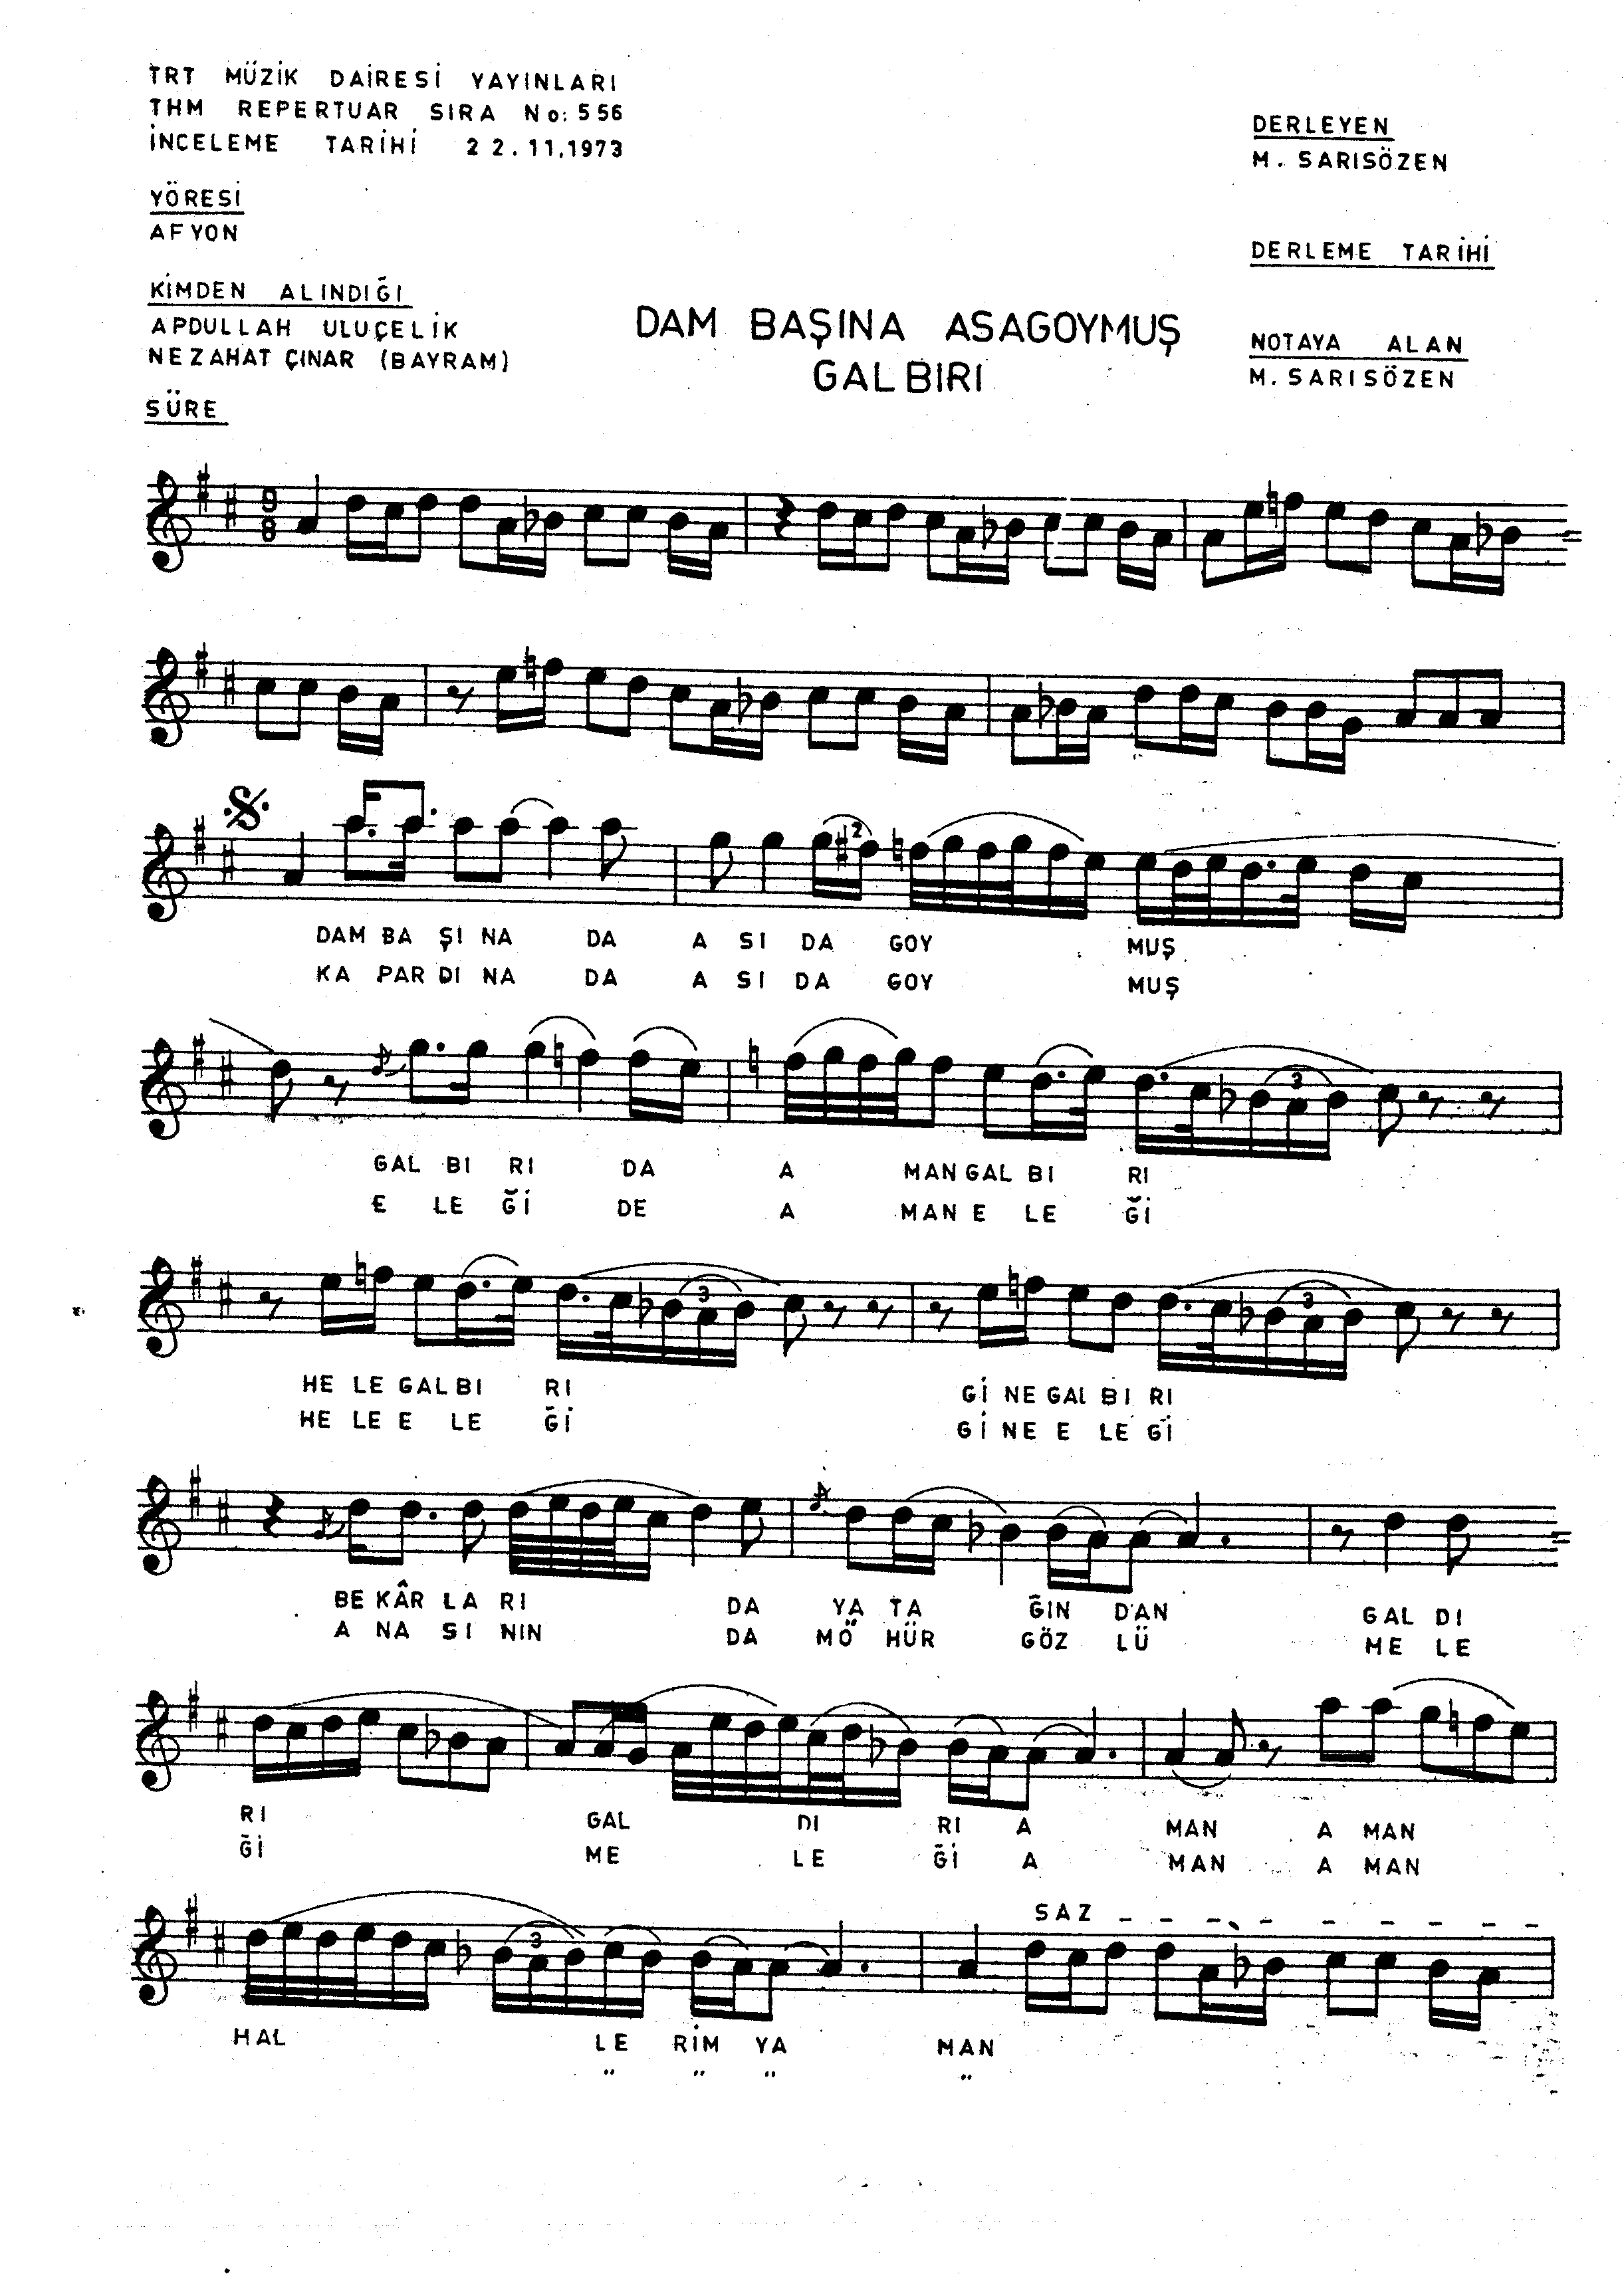 TRT MÜZİK DAİRESİ YAYINLARI
THM REPERTUAR SIRA No: 556
İNCELEME TARİHİ 22.11.1973
DERLEYEN
M. SARISÖZEN
YÖRESİ
AFYON
DERLEME TARİHİ
KİMDEN ALINDIĞI
APDULLAH ULUÇELİK
NEZAHAT ÇINAR (BAYRAM)
DAM BAŞINA ASAGOYMUŞ
GALBIRI
NOTAYA ALAN
M. SARISÖZEN
SÜRE
9
8
2
DAM BA ŞI NA DA A SI DA GOY MUŞ
KA PAR DI NA DA A SI DA GOY MUŞ
3
GAL BI RI DA A MAN GAL BI RI
E LE Ğİ DE A MAN E LE Ğİ
3 3
HE LE GAL BI RI Gİ NE GAL BI RI
HE LE E LE Ğİ Gİ NE E LE Gİ
BE KÂR LA RI DA YA TA ĞIN DAN GAL DI
A NA SI NIN DA MÖ HÜR GÖZ LÜ ME LE
RI GAL DI RI A MAN A MAN
Ğİ ME LE Ğİ A MAN A MAN
SAZ _ _ _ _ _ _ _ _
3
HAL LE RİM YA MAN
" " " "